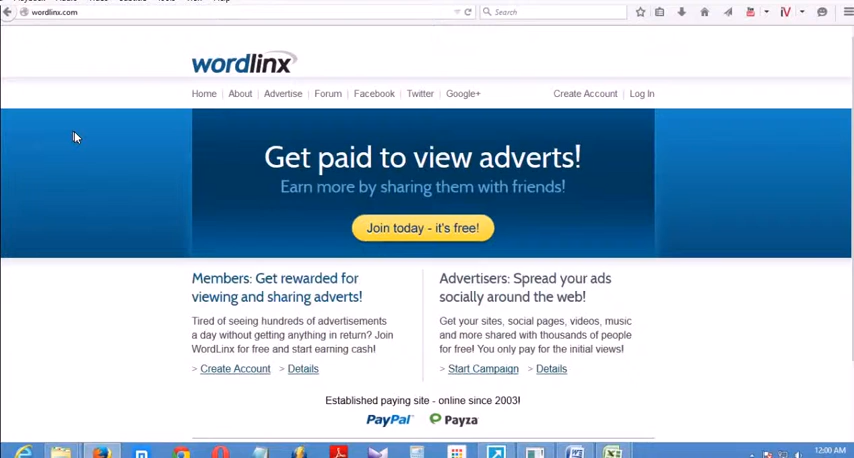 wordlinx.com
Search
wordlinx
Home | About | Advertise | Forum | Facebook | Twitter | Google+
Create Account | Log In
Get paid to view adverts!
Earn more by sharing them with friends!
Join today - it's free!
Members: Get rewarded for
viewing and sharing adverts!
Tired of seeing hundreds of advertisements
a day without getting anything in return? Join
WordLinx for free and start earning cash!
> Create Account > Details
Advertisers: Spread your ads
socially around the web!
Get your sites, social pages, videos, music
and more shared with thousands of people
for free! You only pay for the initial views!
> Start Campaign > Details
Established paying site - online since 2003!
PayPal Payza
12:00 AM